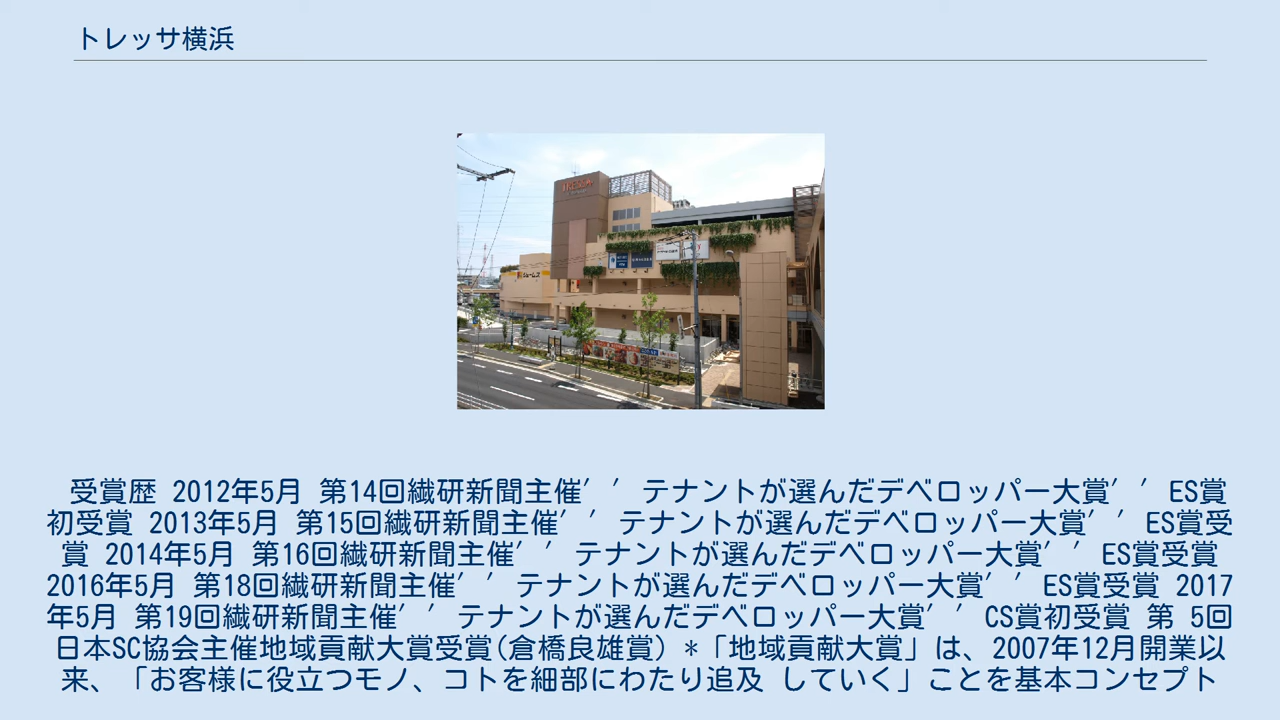 トレッサ横浜
TRESSA
受賞歴 2012年5月 第14回繊研新聞主催′′テナントが選んだデベロッパー大賞′′ES賞
初受賞 2013年5月 第15回繊研新聞主催′′テナントが選んだデベロッパー大賞′′ES賞受
賞 2014年5月 第16回繊研新聞主催′′テナントが選んだデベロッパー大賞′′ES賞受賞
2016年5月 第18回繊研新聞主催′′テナントが選んだデベロッパー大賞′′ES賞受賞 2017
年5月 第19回繊研新聞主催′′テナントが選んだデベロッパー大賞′′CS賞初受賞 第 5回
日本SC協会主催地域貢献大賞受賞(倉橋良雄賞) *「地域貢献大賞」は、2007年12月開業以
来、「お客様に役立つモノ、コトを細部にわたり追及 していく」ことを基本コンセプト